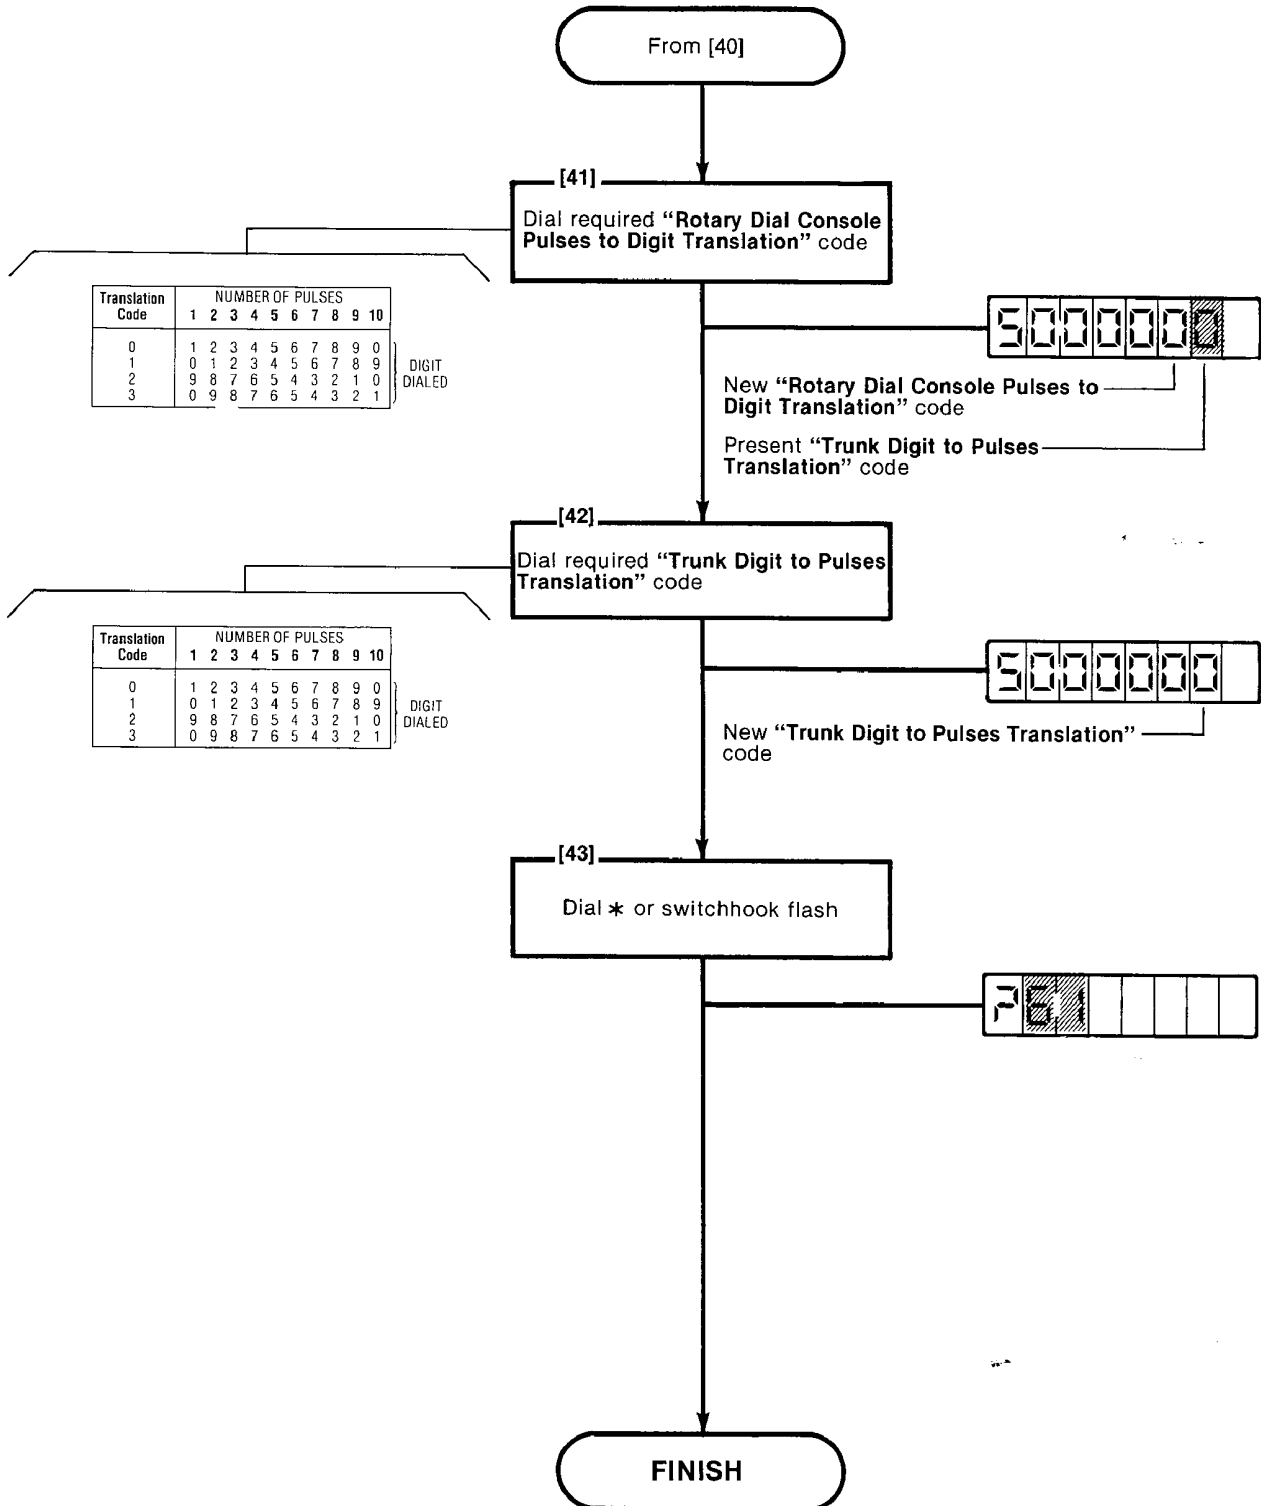 From [40]
[41]
Dial required “Rotary Dial Console
Pulses to Digit Translation” code
Translation
Code
NUMBER OF PULSES
1 2 3 4 5 6 7 8 9 10
0 1 2 3 4 5 6 7 8 9 0
1 0 1 2 3 4 5 6 7 8 9
2 9 8 7 6 5 4 3 2 1 0
3 0 9 8 7 6 5 4 3 2 1
DIGIT
DIALED
5000000
New “Rotary Dial Console Pulses to
Digit Translation” code
Present “Trunk Digit to Pulses
Translation” code
[42]
Dial required “Trunk Digit to Pulses
Translation” code
Translation
Code
NUMBER OF PULSES
1 2 3 4 5 6 7 8 9 10
0 1 2 3 4 5 6 7 8 9 0
1 0 1 2 3 4 5 6 7 8 9
2 9 8 7 6 5 4 3 2 1 0
3 0 9 8 7 6 5 4 3 2 1
DIGIT
DIALED
5000000
New “Trunk Digit to Pulses Translation”
code
[43]
Dial * or switchhook flash
P61
FINISH